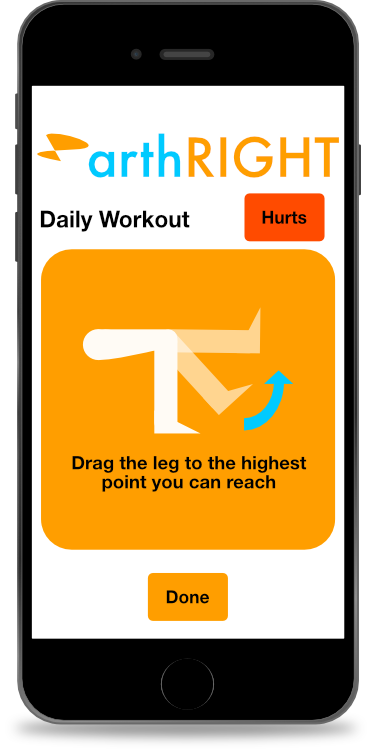 arthRIGHT
Daily Workout
Hurts
Drag the leg to the highest
point you can reach
Done